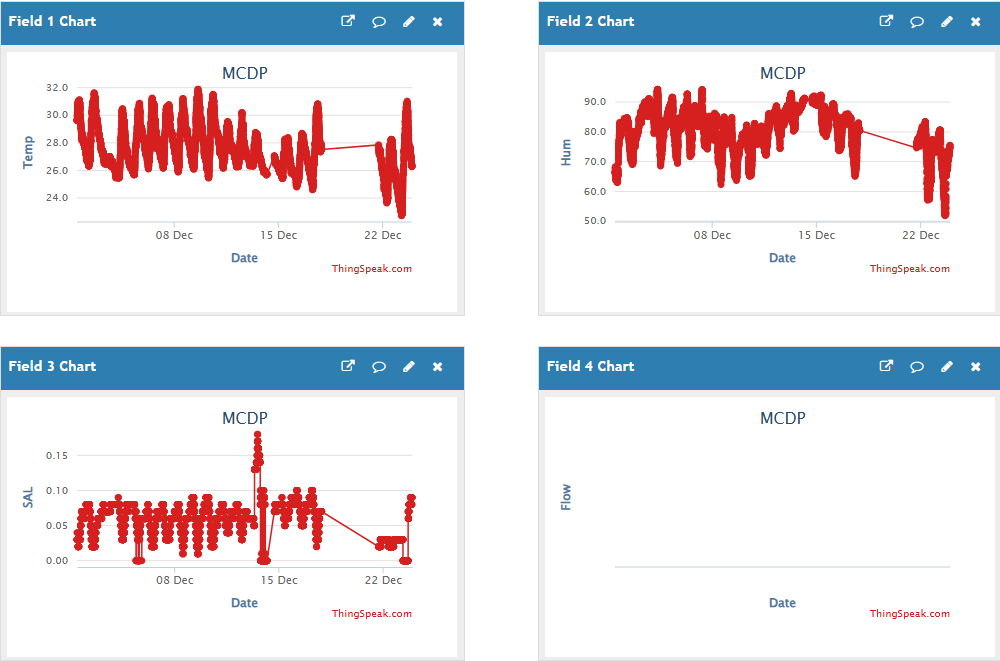 Field 1 Chart
MCDP
Temp
32.0
30.0
28.0
26.0
24.0
08 Dec
15 Dec
22 Dec
Date
ThingSpeak.com
Field 2 Chart
MCDP
Hum
90.0
80.0
70.0
60.0
50.0
08 Dec
15 Dec
22 Dec
Date
ThingSpeak.com
Field 3 Chart
MCDP
SAL
0.15
0.10
0.05
0.00
08 Dec
15 Dec
22 Dec
Date
ThingSpeak.com
Field 4 Chart
MCDP
Flow
Date
ThingSpeak.com